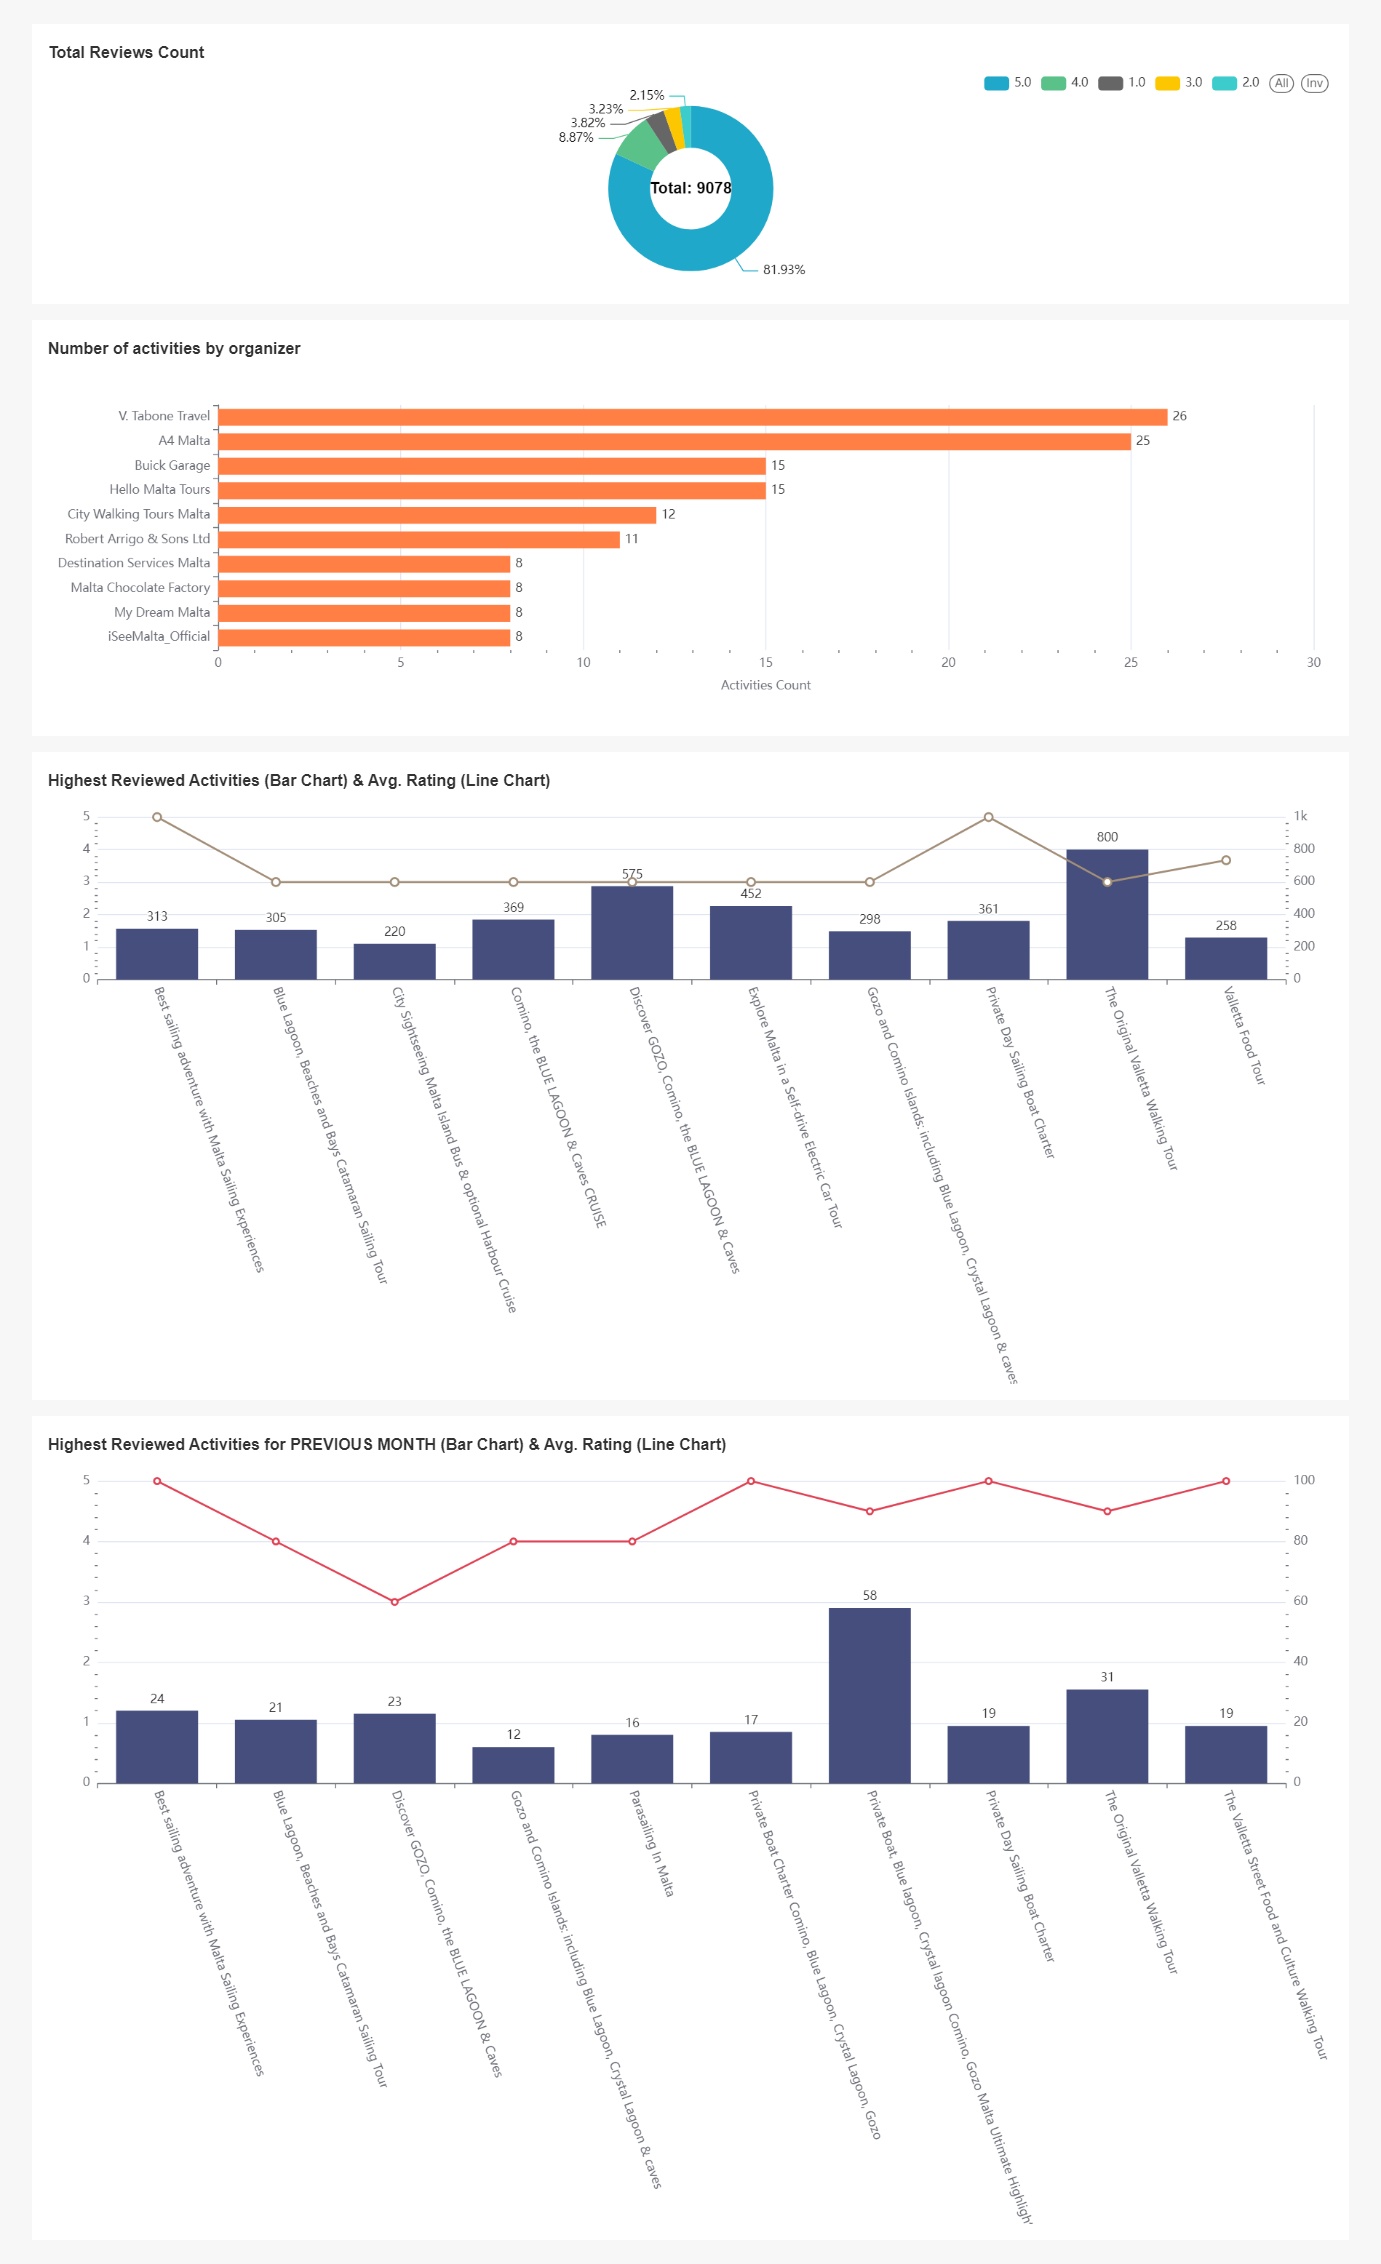 Total Reviews Count
5.0 4.0 1.0 3.0 2.0 All Inv
2.15%
3.23%
3.82%
8.87%
Total: 9078
81.93%
Number of activities by organizer
V. Tabone Travel 26
A4 Malta 25
Buick Garage 15
Hello Malta Tours 15
City Walking Tours Malta 12
Robert Arrigo & Sons Ltd 11
Destination Services Malta 8
Malta Chocolate Factory 8
My Dream Malta 8
iSeeMalta_Official 8
0 5 10 15 20 25 30
Activities Count
Highest Reviewed Activities (Bar Chart) & Avg. Rating (Line Chart)
5 1k
4 800
3 600
2 400
1 200
0 0
313 305 220 369 575 452 298 361 800 258
Best sailing adventure with Malta Sailing Experiences
Blue Lagoon, Beaches and Bays Catamaran Sailing Tour
City Sightseeing Malta Island Bus & optional Harbour Cruise
Comino, the BLUE LAGOON & Caves CRUISE
Discover GOZO, Comino, the BLUE LAGOON & Caves
Explore Malta in a Self-drive Electric Car Tour
Gozo and Comino Islands: including Blue Lagoon, Crystal Lagoon & caves
Private Day Sailing Boat Charter
The Original Valletta Walking Tour
Valletta Food Tour
Highest Reviewed Activities for PREVIOUS MONTH (Bar Chart) & Avg. Rating (Line Chart)
5 100
4 80
3 60
2 40
1 20
0 0
24 21 23 12 16 17 58 19 31 19
Best sailing adventure with Malta Sailing Experiences
Blue Lagoon, Beaches and Bays Catamaran Sailing Tour
Discover GOZO, Comino, the BLUE LAGOON & Caves
Gozo and Comino Islands: including Blue Lagoon, Crystal Lagoon & caves
Parasailing In Malta
Private Boat Charter Comino, Blue Lagoon, Crystal Lagoon, Gozo
Private Boat, Blue lagoon, Crystal lagoon Comino, Gozo Malta Ultimate Highligh
Private Day Sailing Boat Charter
The Original Valletta Walking Tour
The Valletta Street Food and Culture Walking Tour